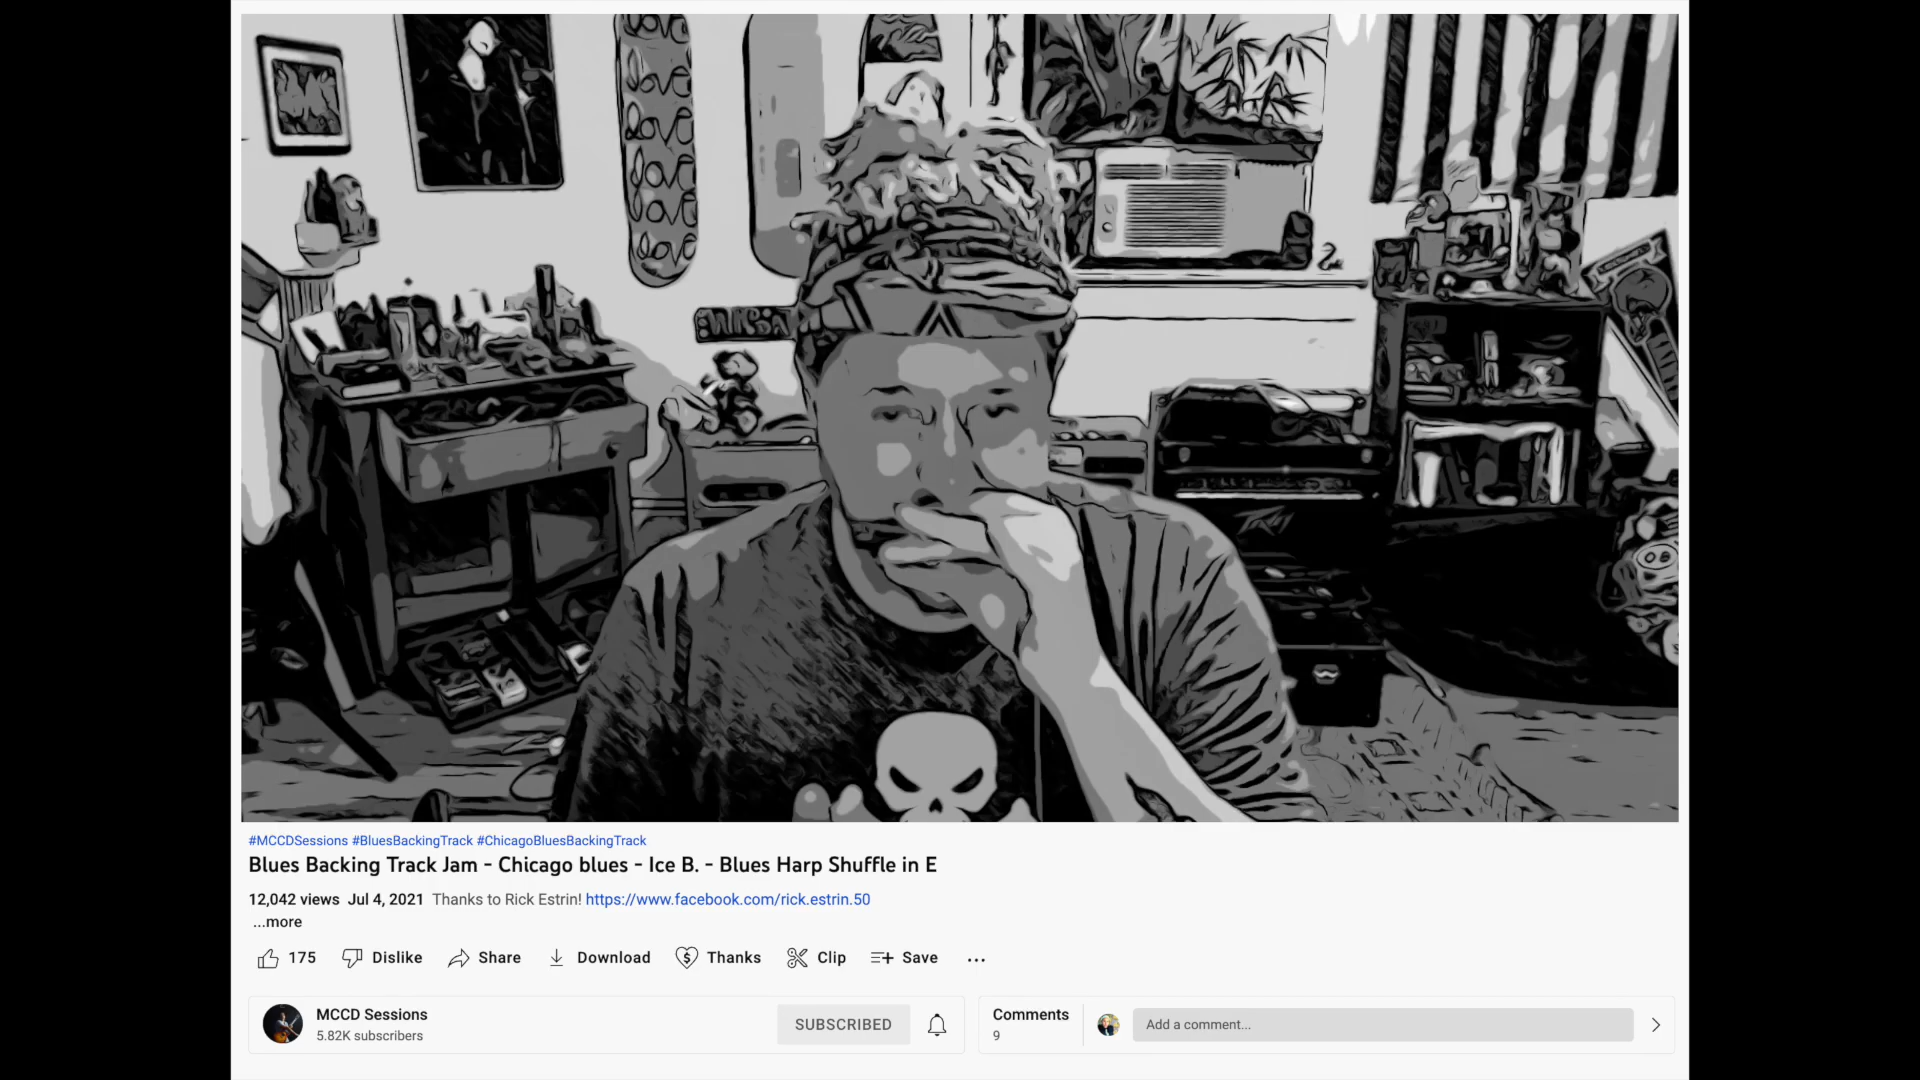 love
love
love
love
love
love
#MCCDSessions #BluesBackingTrack #ChicagoBluesBackingTrack
Blues Backing Track Jam - Chicago blues - Ice B. - Blues Harp Shuffle in E
12,042 views Jul 4, 2021 Thanks to Rick Estrin! https://www.facebook.com/rick.estrin.50
...more
175 Dislike Share Download Thanks Clip Save ...
MCCD Sessions
5.82K subscribers
SUBSCRIBED
Comments
9
Add a comment...